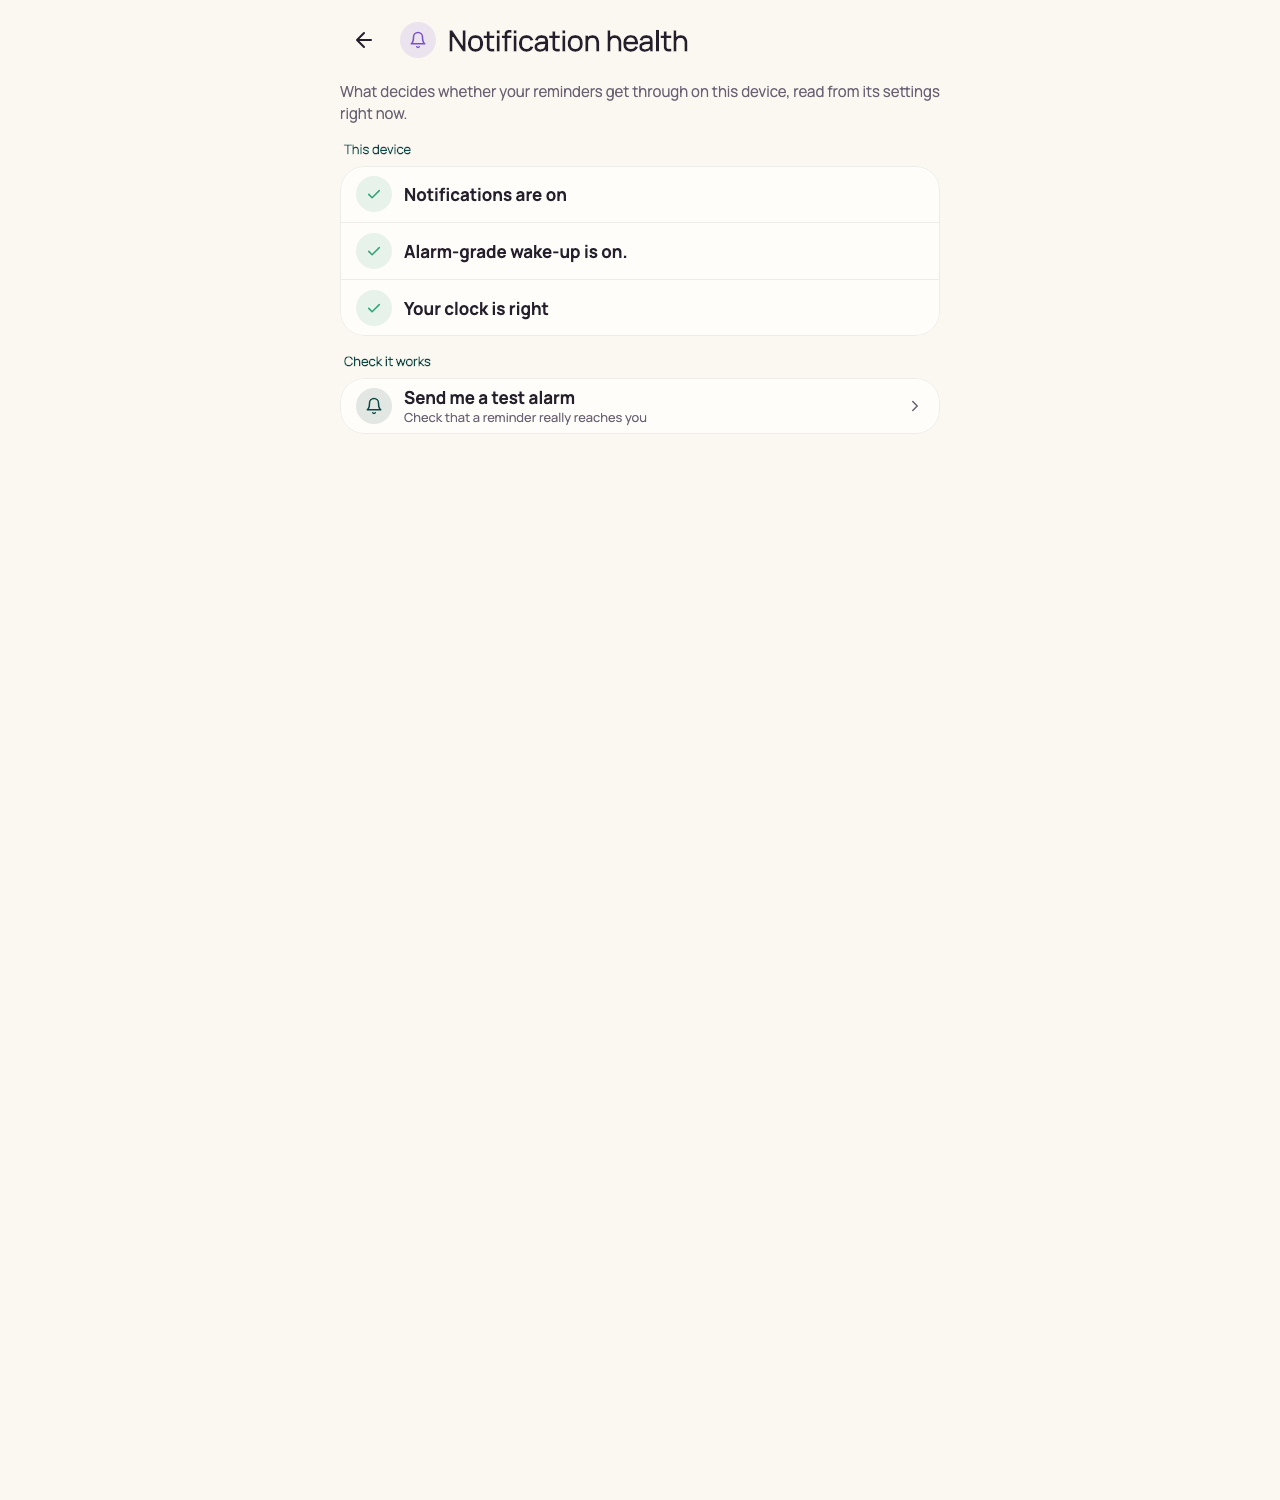 Notification health
What decides whether your reminders get through on this device, read from its settings
right now.
This device
Notifications are on
Alarm-grade wake-up is on.
Your clock is right
Check it works
Send me a test alarm
Check that a reminder really reaches you